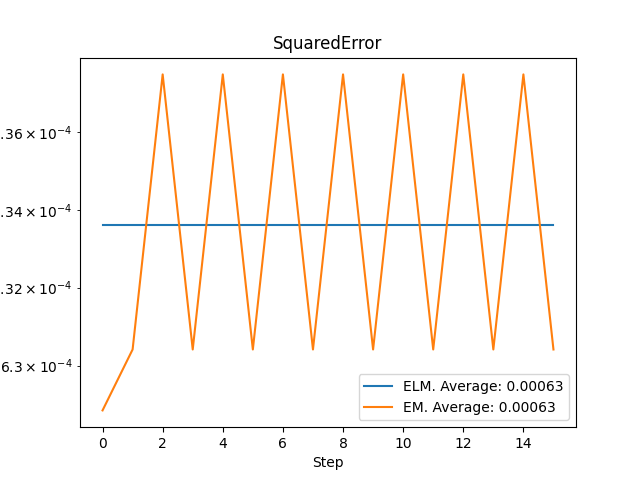 SquaredError
.36 × 10⁻⁴
.34 × 10⁻⁴
.32 × 10⁻⁴
6.3 × 10⁻⁴
ELM. Average: 0.00063
EM. Average: 0.00063
0 2 4 6 8 10 12 14
Step